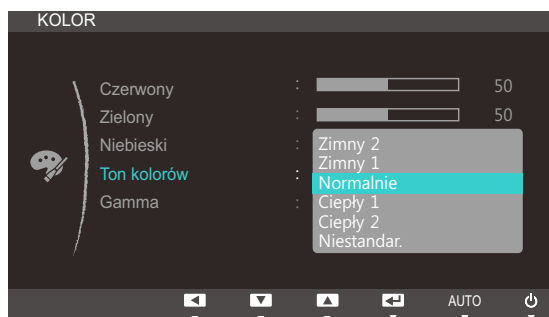 KOLOR
Czerwony : 50
Zielony : 50
Niebieski :
Ton kolorów :
Gamma :
Zimny 2
Zimny 1
Normalnie
Ciepły 1
Ciepły 2
Niestandar.
AUTO